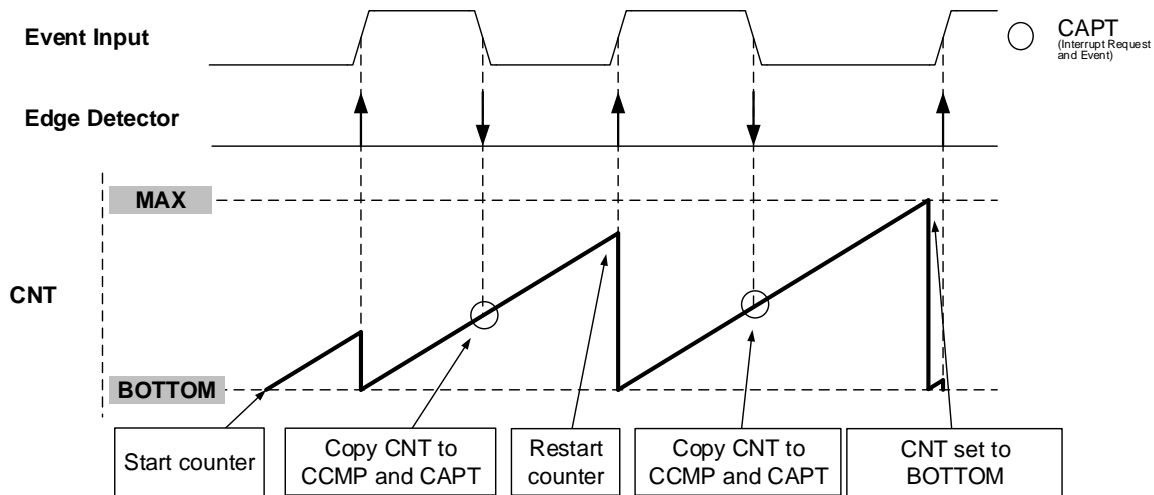 Event Input
CAPT
(Interrupt Request
and Event)
Edge Detector
MAX
CNT
BOTTOM
Start counter
Copy CNT to
CCMP and CAPT
Restart
counter
Copy CNT to
CCMP and CAPT
CNT set to
BOTTOM